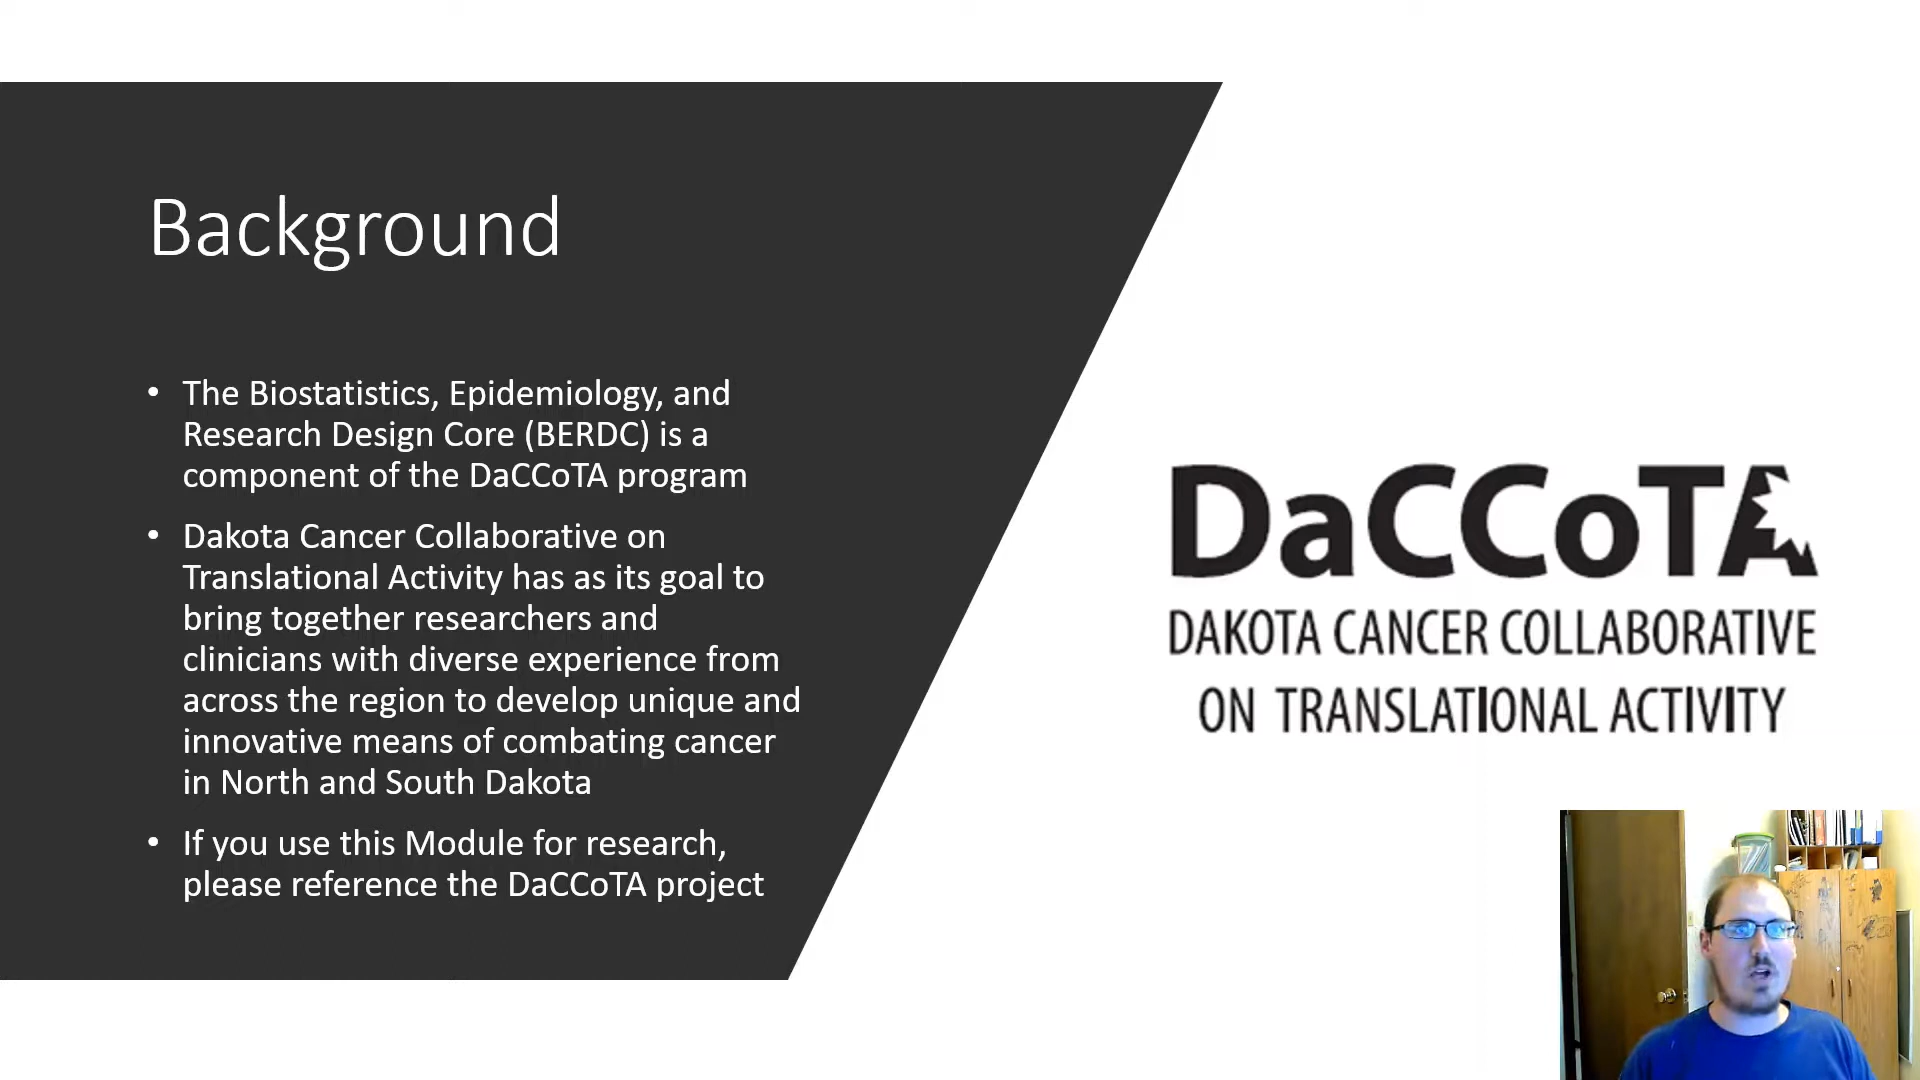 Background
• The Biostatistics, Epidemiology, and
Research Design Core (BERDC) is a
component of the DaCCoTA program
• Dakota Cancer Collaborative on
Translational Activity has as its goal to
bring together researchers and
clinicians with diverse experience from
across the region to develop unique and
innovative means of combating cancer
in North and South Dakota
• If you use this Module for research,
please reference the DaCCoTA project
DaCCoTA
DAKOTA CANCER COLLABORATIVE
ON TRANSLATIONAL ACTIVITY